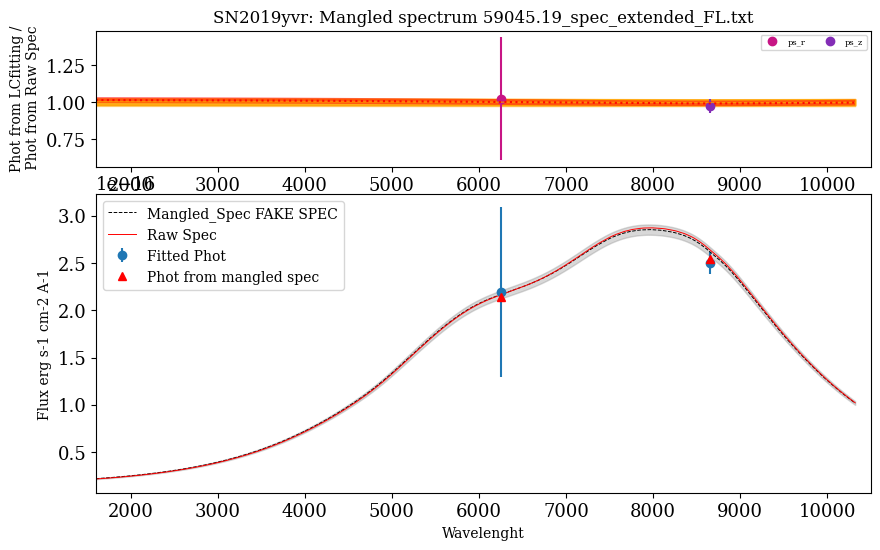 SN2019yvr: Mangled spectrum 59045.19_spec_extended_FL.txt
Phot from LCfitting /
Phot from Raw Spec
1.25
1.00
0.75
ps_r
ps_z
2000 3000 4000 5000 6000 7000 8000 9000 10000
1e−16
3.0
2.5
2.0
1.5
1.0
0.5
Flux erg s-1 cm-2 A-1
Mangled_Spec FAKE SPEC
Raw Spec
Fitted Phot
Phot from mangled spec
2000 3000 4000 5000 6000 7000 8000 9000 10000
Wavelenght